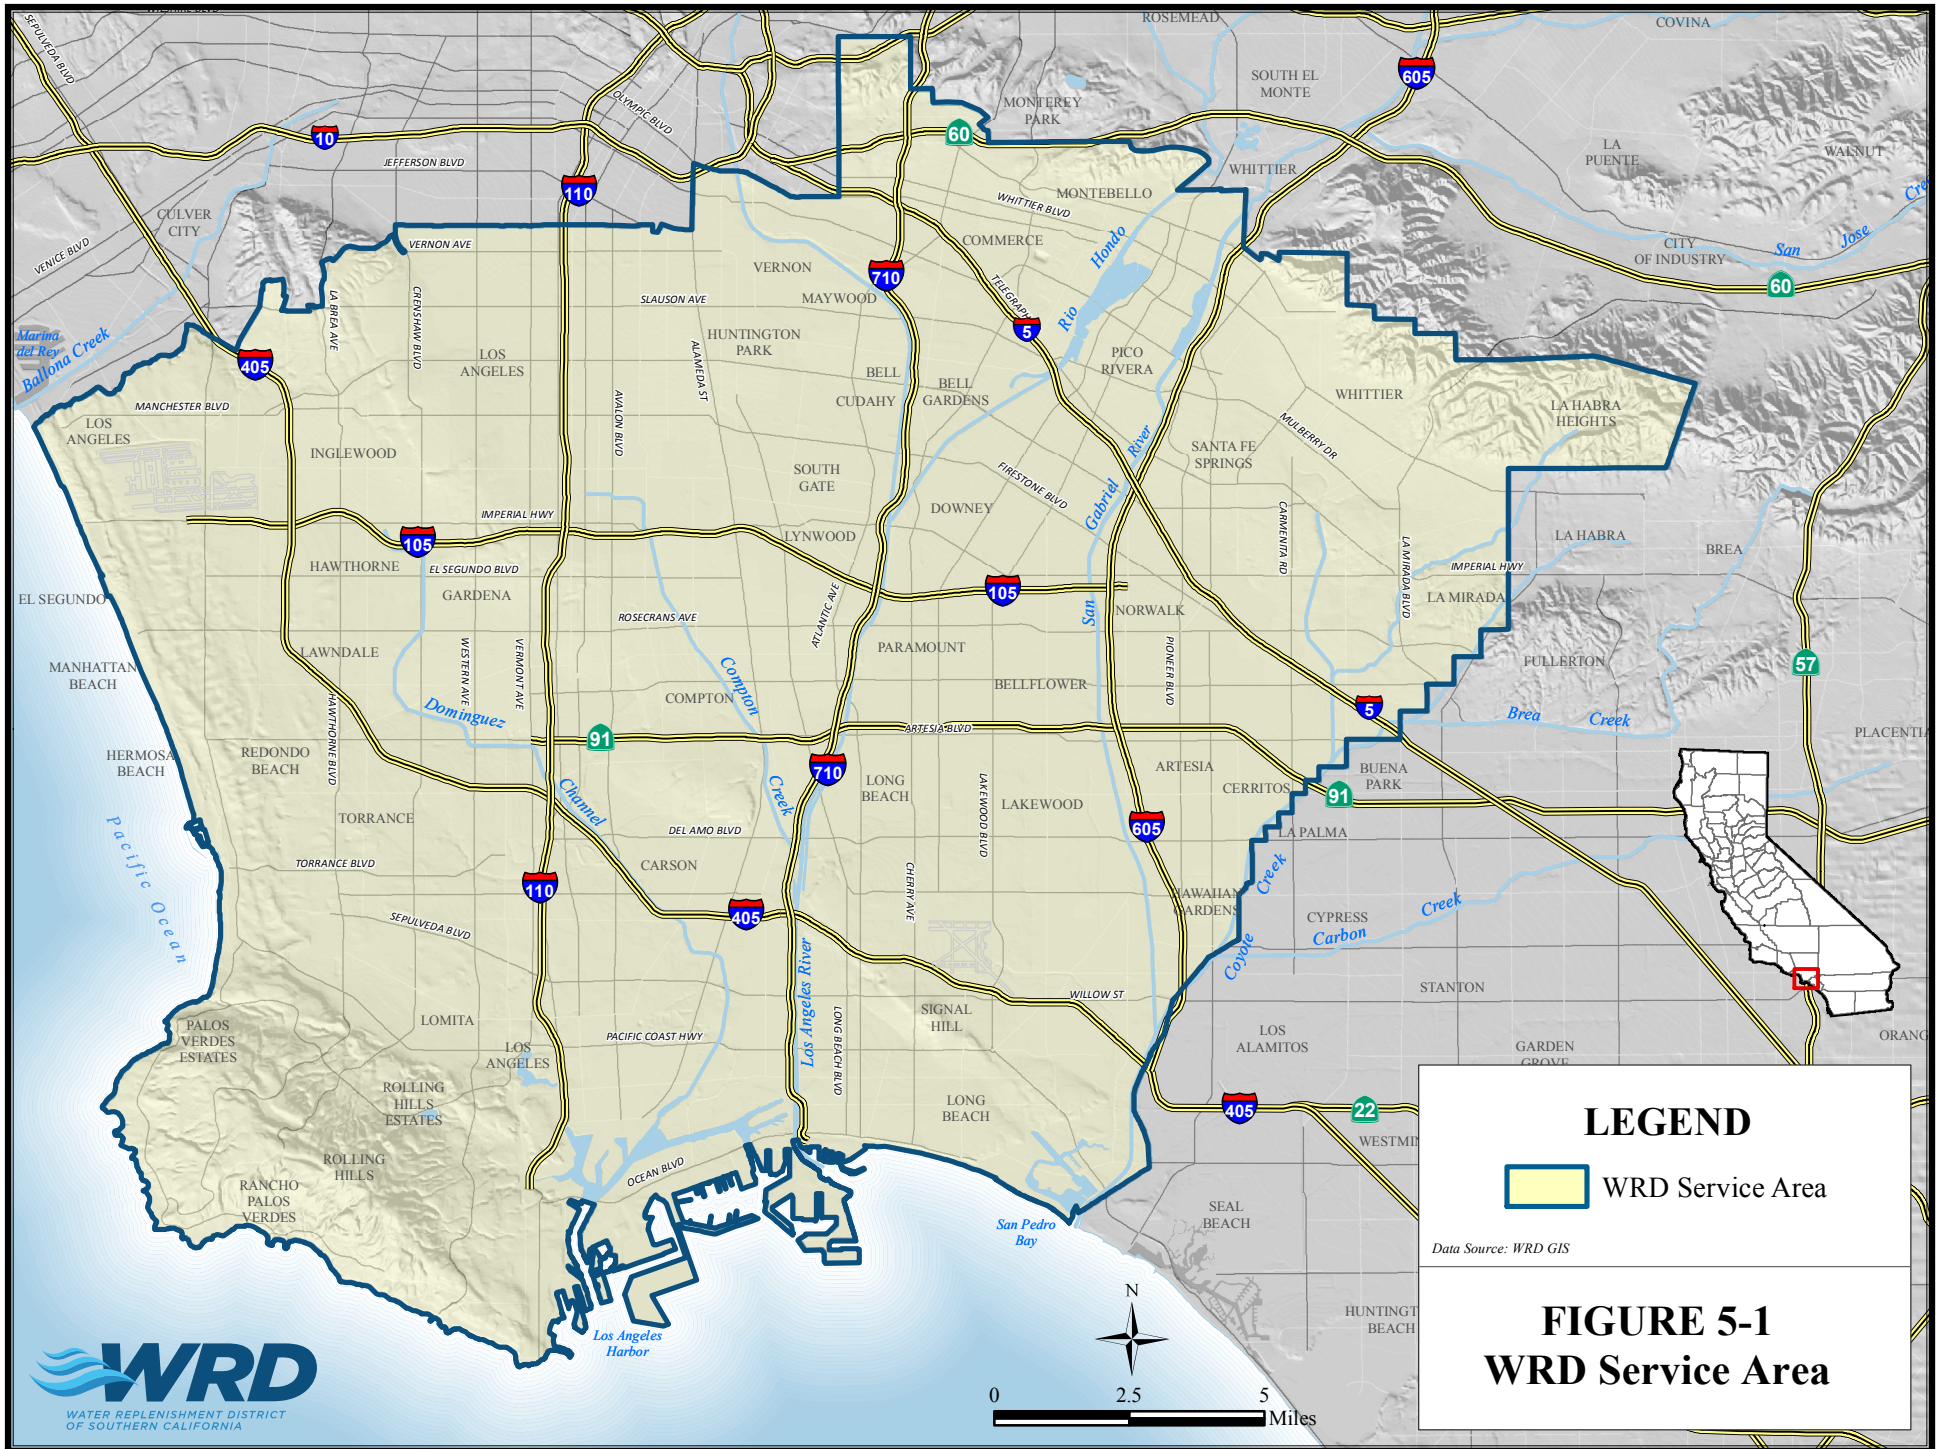 WILSHIRE BLVD
SEPULVEDA BLVD
ROSEMEAD
COVINA
605
SOUTH EL
MONTE
OLYMPIC BLVD
MONTEREY
PARK
60
10
JEFFERSON BLVD
LA
PUENTE
WALNUT
110
WHITTIER
MONTEBELLO
WHITTIER BLVD
CULVER
CITY
VENICE BLVD
VERNON AVE
COMMERCE
Rio
Hondo
CITY
OF INDUSTRY
San
Jose
Cre
60
VERNON
710
MAYWOOD
SLAUSON AVE
TELEGRAPH
5
LA BREA AVE
CRENSHAW BLVD
Marina
del Rey
Ballona Creek
405
LOS
ANGELES
HUNTINGTON
PARK
ALAMEDA ST
BELL
CUDAHY
BELL
GARDENS
PICO
RIVERA
WHITTIER
LA HABRA
HEIGHTS
MANCHESTER BLVD
LOS
ANGELES
AVALON BLVD
MULBERRY DR
INGLEWOOD
SANTA FE
SPRINGS
SOUTH
GATE
FIRESTONE BLVD
San
Gabriel
River
DOWNEY
IMPERIAL HWY
105
LYNWOOD
CARMENITA RD
LA MIRADA BLVD
LA HABRA
BREA
HAWTHORNE
EL SEGUNDO BLVD
IMPERIAL HWY
EL SEGUNDO
GARDENA
105
LA MIRADA
ROSECRANS AVE
ATLANTIC AVE
NORWALK
LAWNDALE
WESTERN AVE
VERMONT AVE
PARAMOUNT
PIONEER BLVD
FULLERTON
57
MANHATTAN
BEACH
HAWTHORNE BLVD
COMPTON
Compton
Creek
BELLFLOWER
Dominguez
Channel
5
Brea
Creek
91
ARTESIA BLVD
PLACENTIA
HERMOSA
BEACH
REDONDO
BEACH
710
LONG
BEACH
LAKEWOOD BLVD
ARTESIA
BUENA
PARK
CERRITOS
91
LAKEWOOD
TORRANCE
DEL AMO BLVD
605
LA PALMA
Pacific Ocean
TORRANCE BLVD
CARSON
CHERRY AVE
110
HAWAIIAN
GARDENS
Coyote
Creek
CYPRESS
Carbon
Creek
SEPULVEDA BLVD
405
Los Angeles River
WILLOW ST
STANTON
SIGNAL
HILL
LOMITA
PALOS
VERDES
ESTATES
PACIFIC COAST HWY
LONG BEACH BLVD
LOS
ANGELES
LOS
ALAMITOS
GARDEN
GROVE
ORANG
ROLLING
HILLS
ESTATES
LONG
BEACH
405
22
WESTMIN
ROLLING
HILLS
OCEAN BLVD
RANCHO
PALOS
VERDES
San Pedro
Bay
SEAL
BEACH
Los Angeles
Harbor
HUNTINGT
BEACH
N
0 2.5 5
Miles
WRD
WATER REPLENISHMENT DISTRICT
OF SOUTHERN CALIFORNIA
LEGEND
WRD Service Area
Data Source: WRD GIS
FIGURE 5-1
WRD Service Area